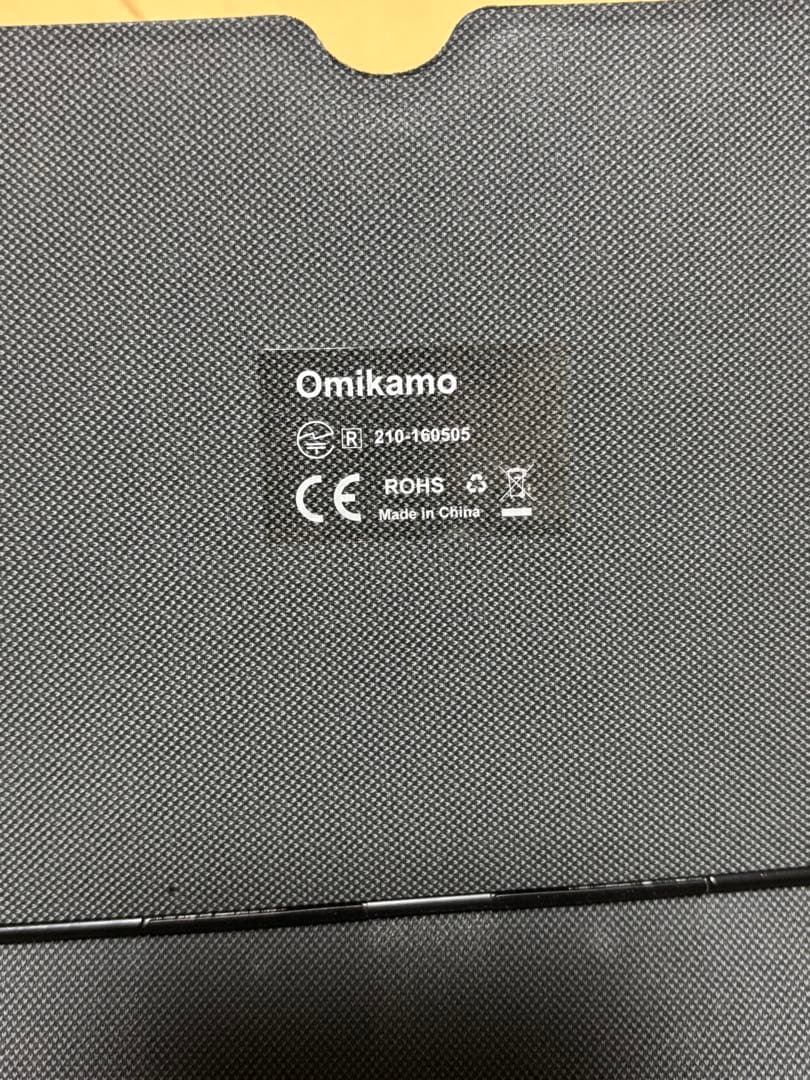 Omikamo
R 210-160505
CE ROHS
Made in China